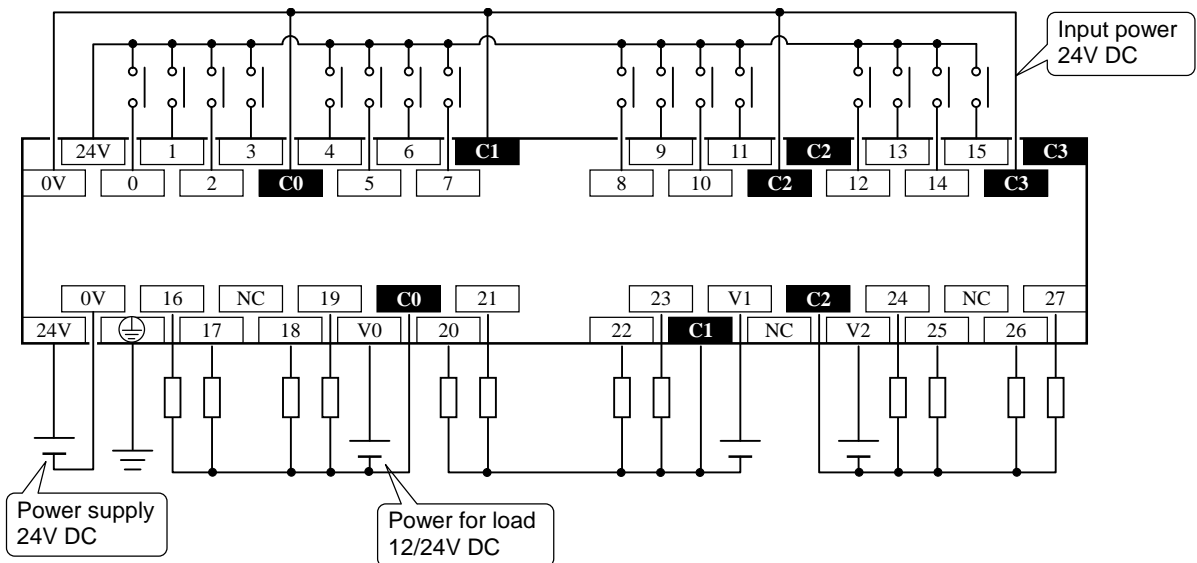 Input power
24V DC
24V 1 3 4 6 C1 9 11 C2 13 15 C3
0V 0 2 C0 5 7 8 10 C2 12 14 C3
0V 16 NC 19 C0 21 23 V1 C2 24 NC 27
24V 17 18 V0 20 22 C1 NC V2 25 26
Power supply
24V DC
Power for load
12/24V DC